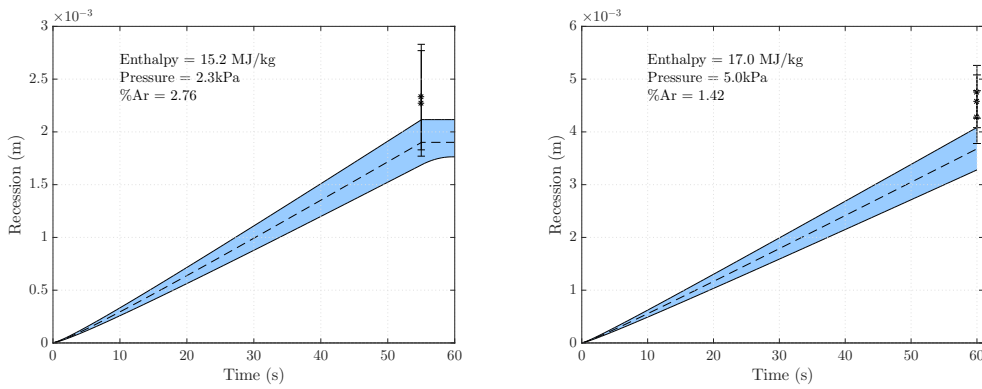 ×10⁻³
3
2.5
2
1.5
1
0.5
0
Enthalpy = 15.2 MJ/kg
Pressure = 2.3kPa
%Ar = 2.76
Recession (m)
0 10 20 30 40 50 60
Time (s)
×10⁻³
6
5
4
3
2
1
0
Enthalpy = 17.0 MJ/kg
Pressure = 5.0kPa
%Ar = 1.42
Recession (m)
0 10 20 30 40 50 60
Time (s)